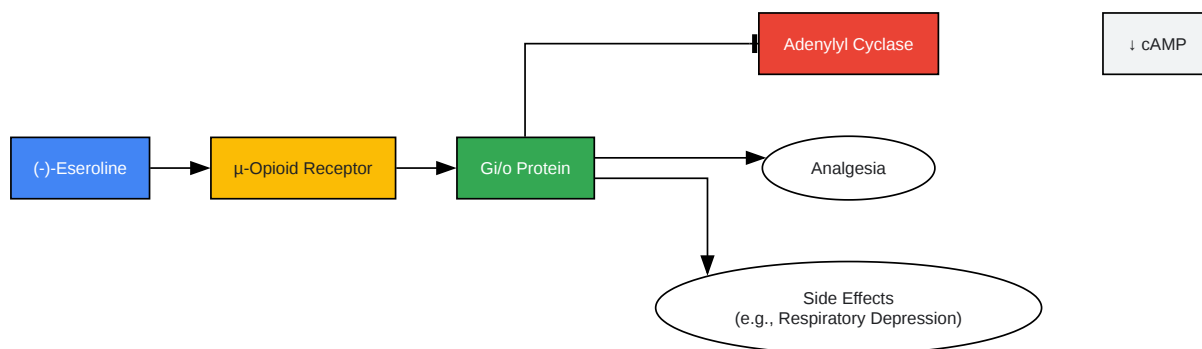 Adenylyl Cyclase
↓ cAMP
(-)-Eseroline
µ-Opioid Receptor
Gi/o Protein
Analgesia
Side Effects
(e.g., Respiratory Depression)